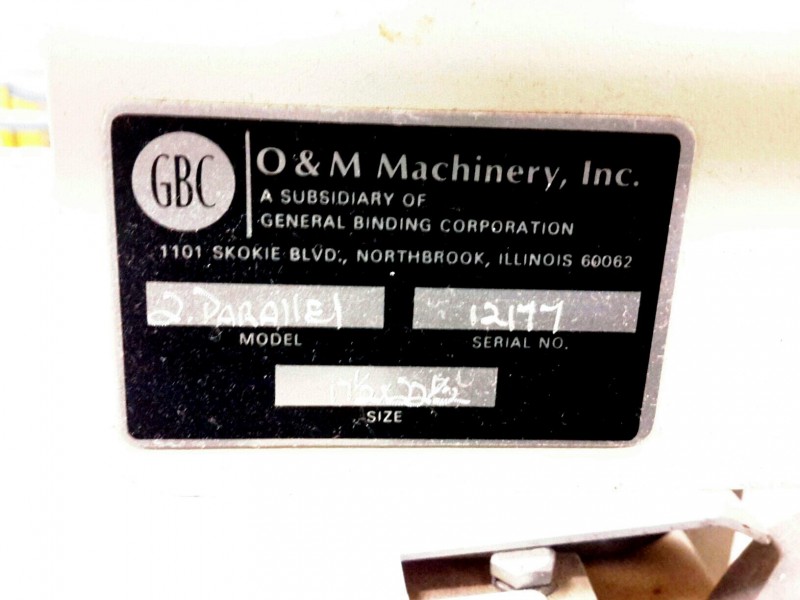 GBC
O & M Machinery, Inc.
A SUBSIDIARY OF
GENERAL BINDING CORPORATION
1101 SKOKIE BLVD., NORTHBROOK, ILLINOIS 60062
2. PARAllEl 12177
MODEL SERIAL NO.
SIZE